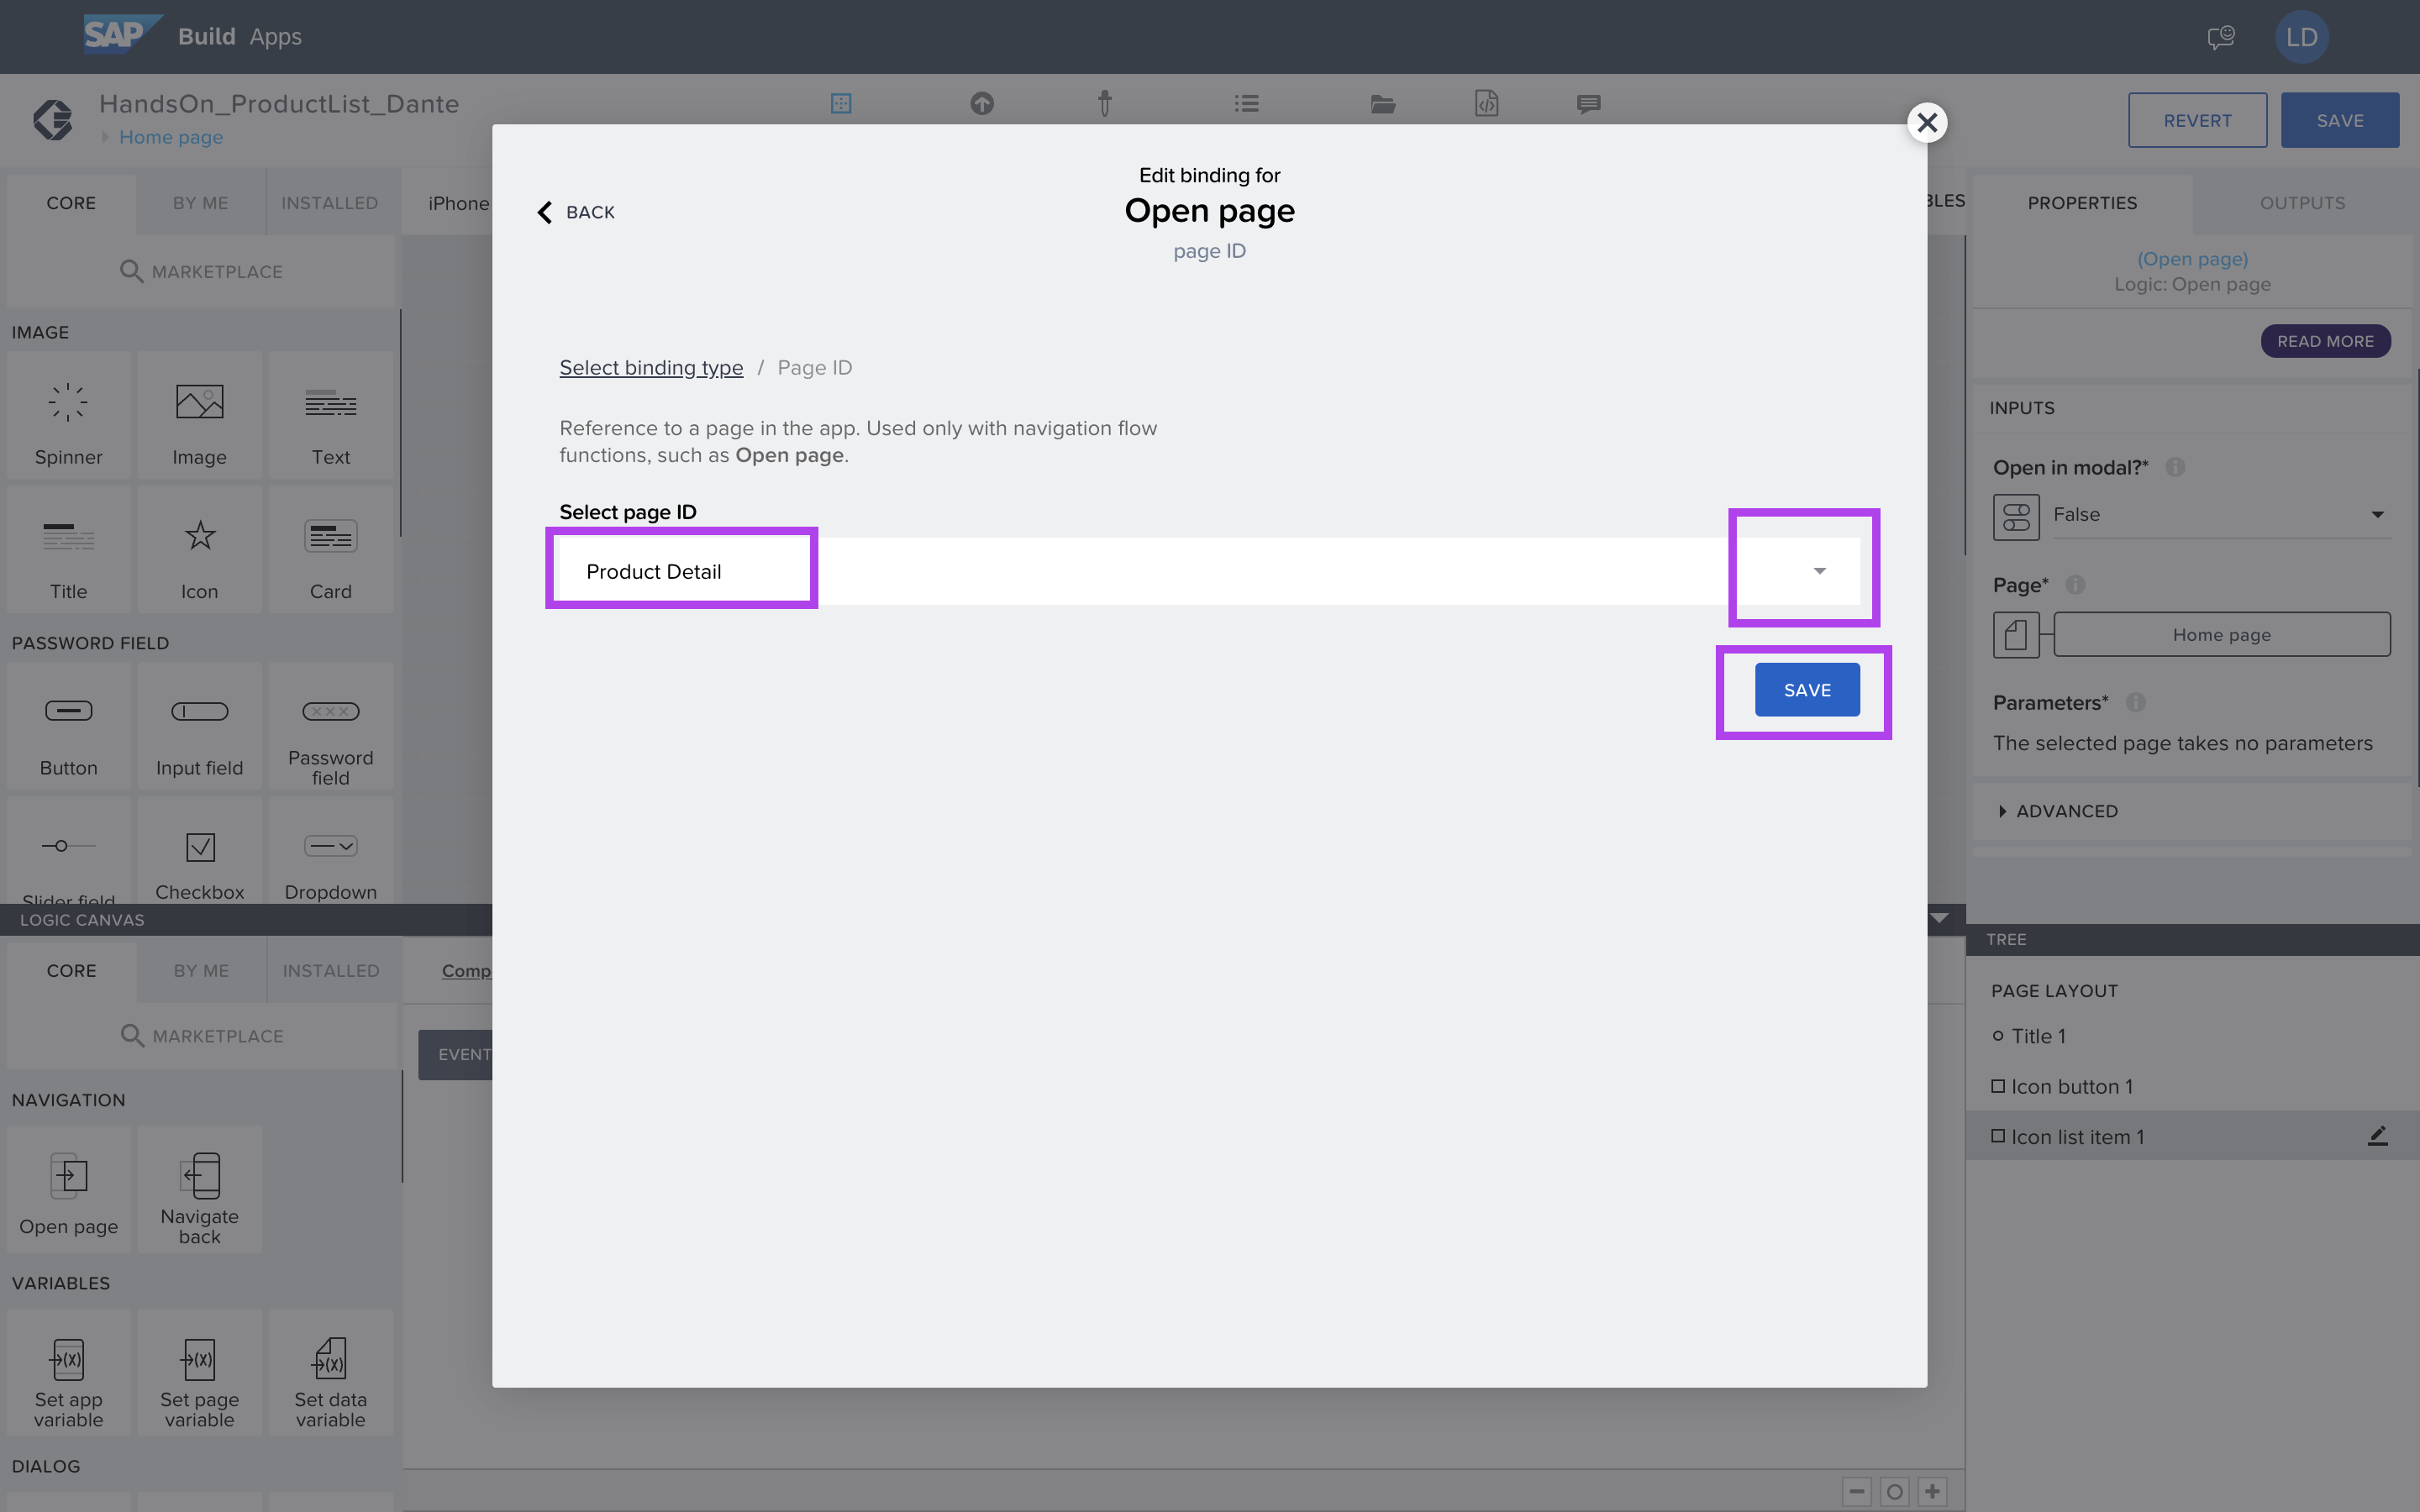 SAP Build Apps
LD
HandsOn_ProductList_Dante
Home page
REVERT
SAVE
CORE
BY ME
INSTALLED
iPhone
MARKETPLACE
IMAGE
Spinner
Image
Text
Title
Icon
Card
PASSWORD FIELD
Button
Input field
Password
field
Slider field
Checkbox
Dropdown
Edit binding for
Open page
page ID
BACK
Select binding type / Page ID
Reference to a page in the app. Used only with navigation flow
functions, such as Open page.
Select page ID
Product Detail
SAVE
BLES
PROPERTIES
OUTPUTS
(Open page)
Logic: Open page
READ MORE
INPUTS
Open in modal?*
False
Page*
Home page
Parameters*
The selected page takes no parameters
ADVANCED
LOGIC CANVAS
CORE
BY ME
INSTALLED
Comp
MARKETPLACE
EVENT
NAVIGATION
Open page
Navigate
back
VARIABLES
Set app
variable
Set page
variable
Set data
variable
DIALOG
TREE
PAGE LAYOUT
Title 1
Icon button 1
Icon list item 1